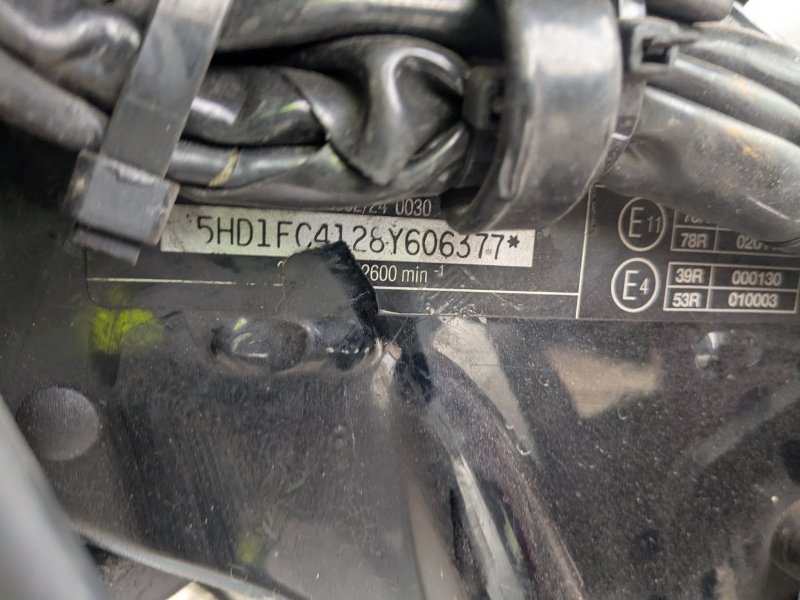 0030
5HD1FC4128Y606377*
2600 min -1
E11
78R
E4 39R 000130
53R 010003